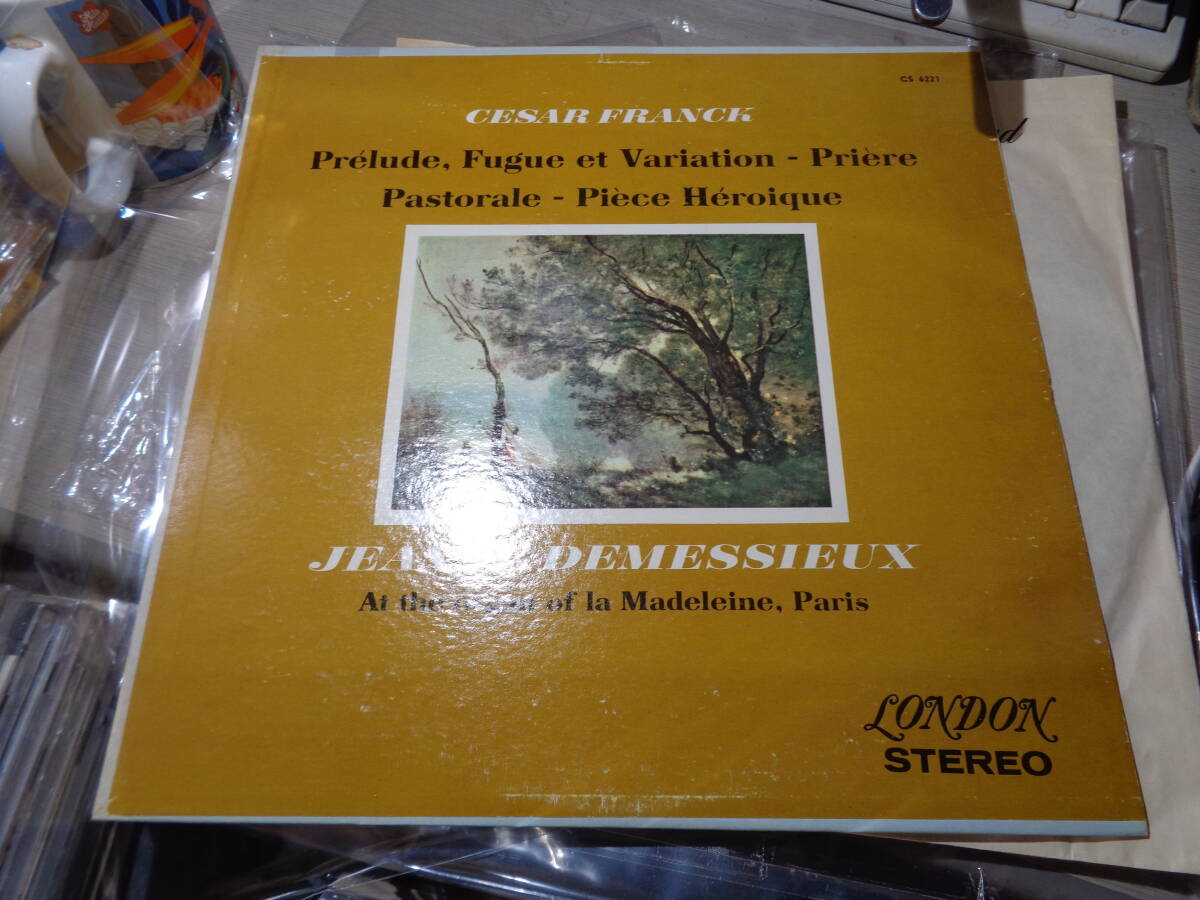 CS 6221
CESAR FRANCK
Prélude, Fugue et Variation - Prière
Pastorale - Pièce Héroique
DEMESSIEUX
At the of la Madeleine, Paris
LONDON
STEREO